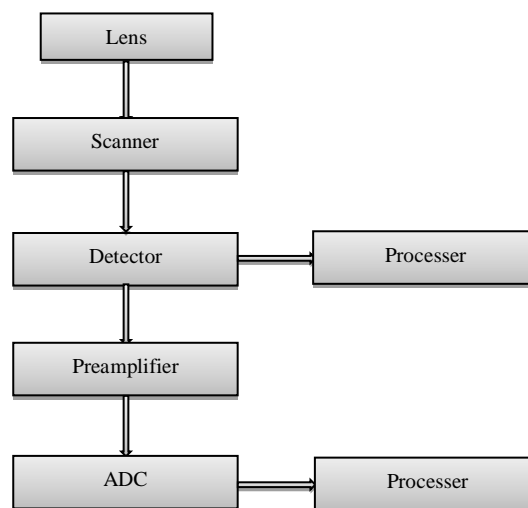 Lens
Scanner
Detector
Processer
Preamplifier
ADC
Processer